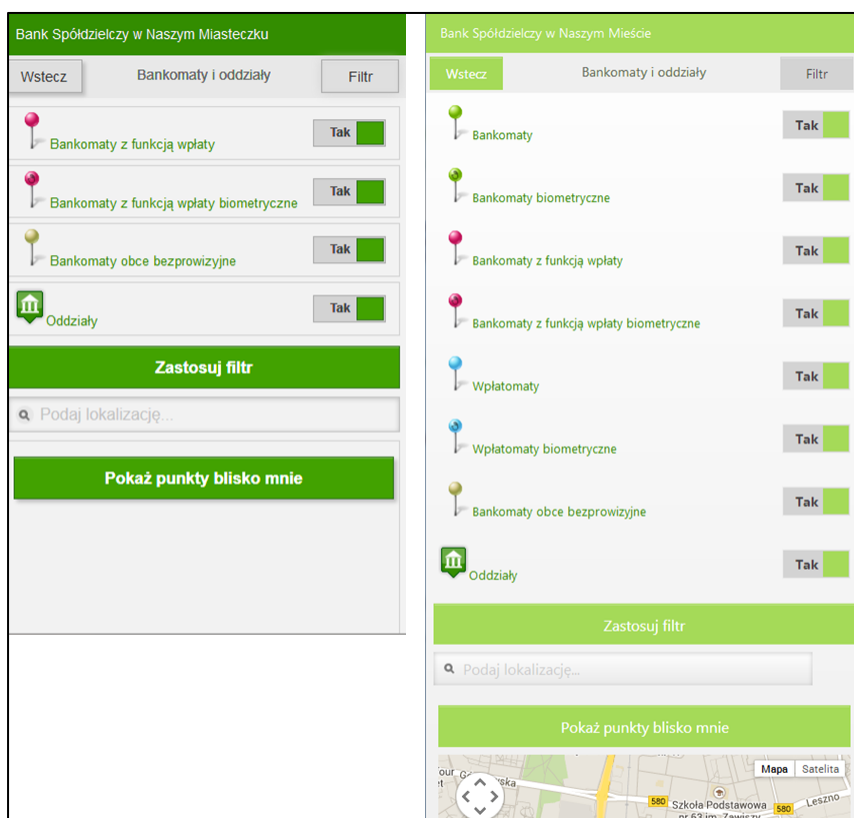 Bank Spółdzielczy w Naszym Miasteczku
Wstecz Bankomaty i oddziały Filtr
Bankomaty z funkcją wpłaty Tak
Bankomaty z funkcją wpłaty biometryczne Tak
Bankomaty obce bezprowizyjne Tak
Oddziały Tak
Zastosuj filtr
Podaj lokalizację...
Pokaż punkty blisko mnie
Bank Spółdzielczy w Naszym Mieście
Wstecz Bankomaty i oddziały Filtr
Bankomaty Tak
Bankomaty biometryczne Tak
Bankomaty z funkcją wpłaty Tak
Bankomaty z funkcją wpłaty biometryczne Tak
Wpłatomaty Tak
Wpłatomaty biometryczne Tak
Bankomaty obce bezprowizyjne Tak
Oddziały Tak
Zastosuj filtr
Podaj lokalizację...
Pokaż punkty blisko mnie
Mapa Satelita
580 Szkoła Podstawowa 580 Leszno
nr 63 im. Zawiszy